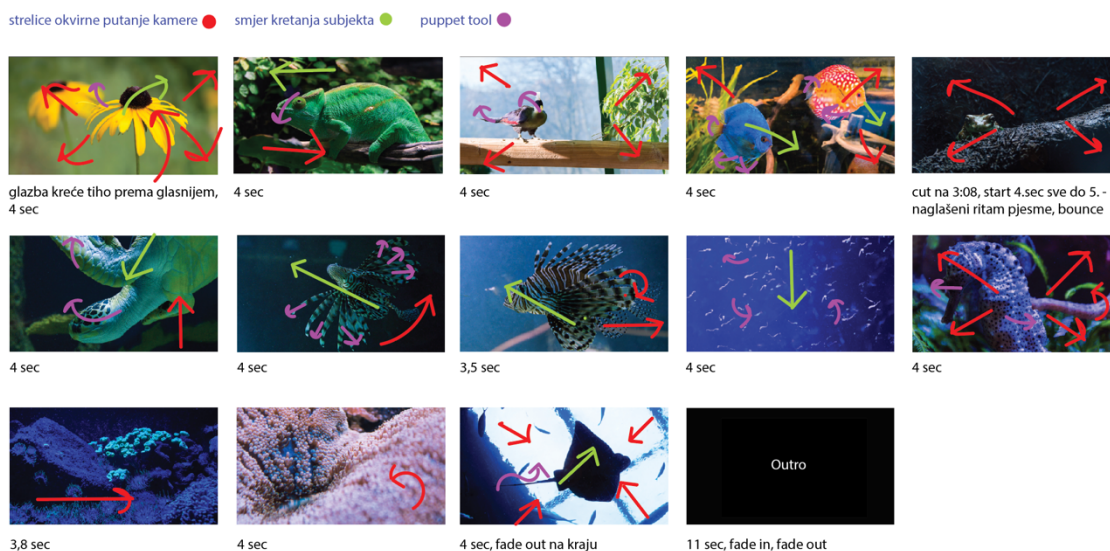 strelice okvirne putanje kamere
smjer kretanja subjekta
puppet tool
glazba kreće tiho prema glasnijem,
4 sec
4 sec
4 sec
4 sec
cut na 3:08, start 4.sec sve do 5. -
naglašeni ritam pjesme, bounce
4 sec
4 sec
3,5 sec
4 sec
4 sec
Outro
3,8 sec
4 sec
4 sec, fade out na kraju
11 sec, fade in, fade out